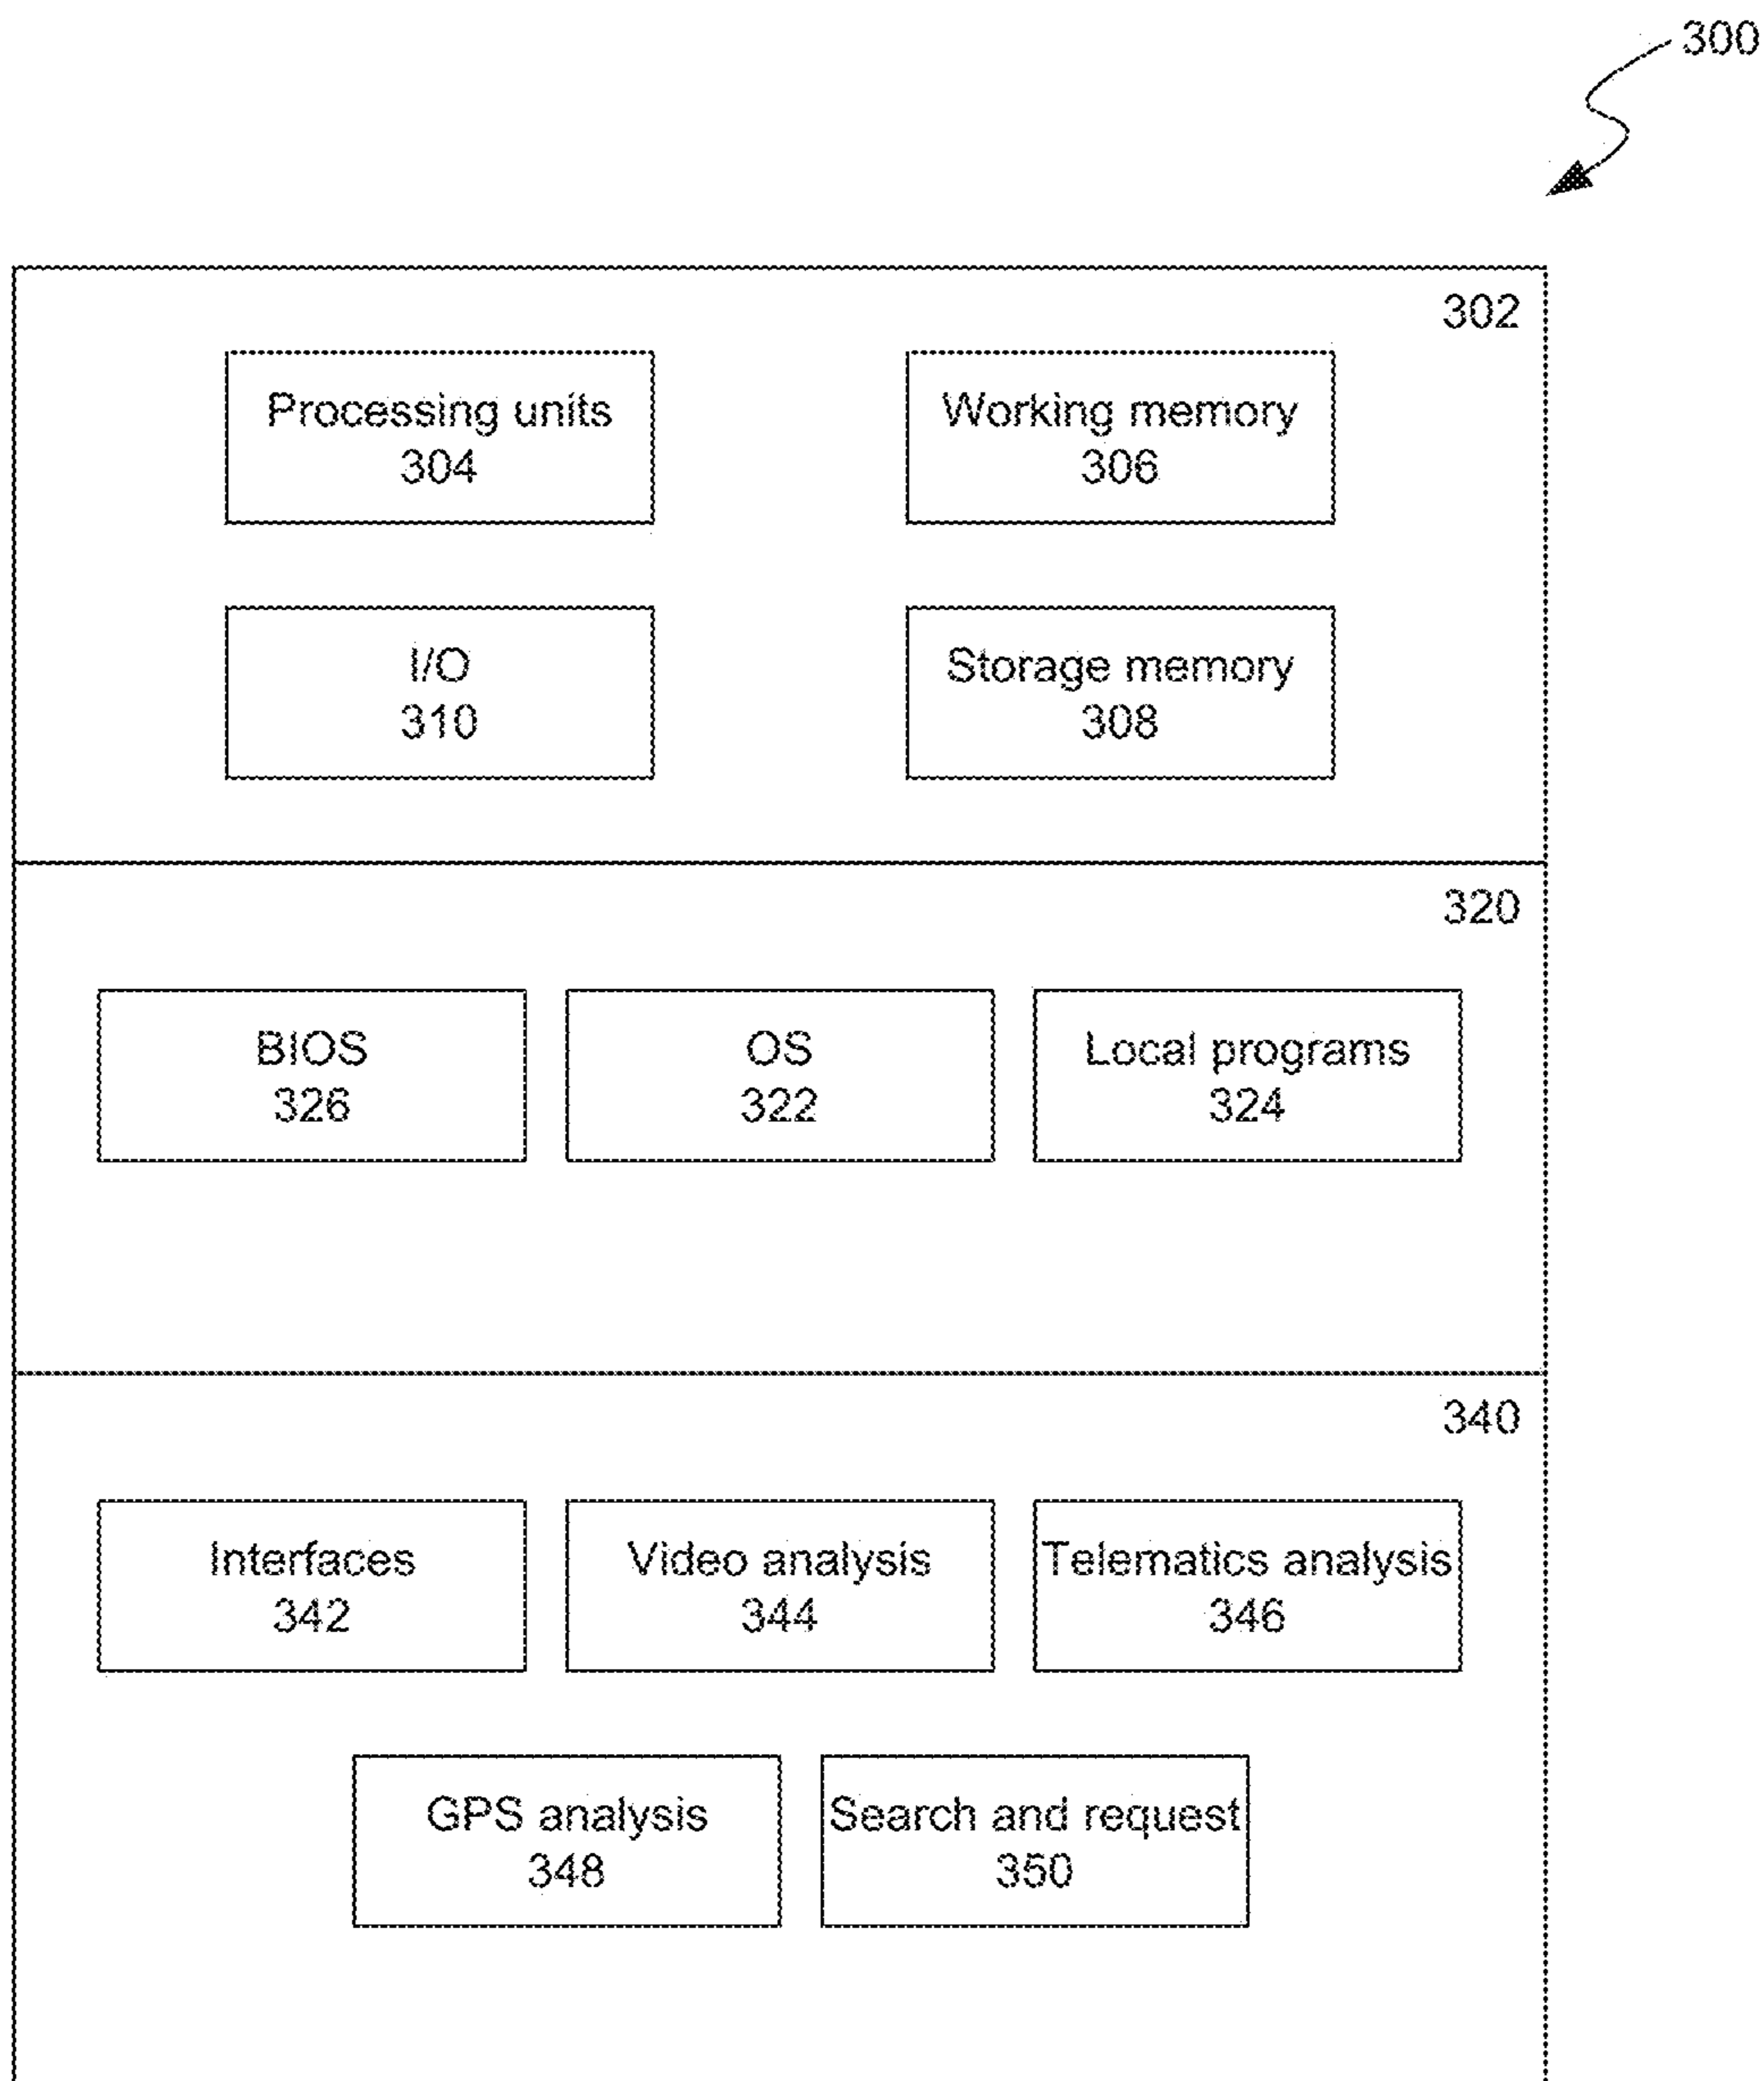 300
302
Processing units
304
Working memory
306
I/O
310
Storage memory
308
320
BIOS
326
OS
322
Local programs
324
340
Interfaces
342
Video analysis
344
Telematics analysis
346
GPS analysis
348
Search and request
350